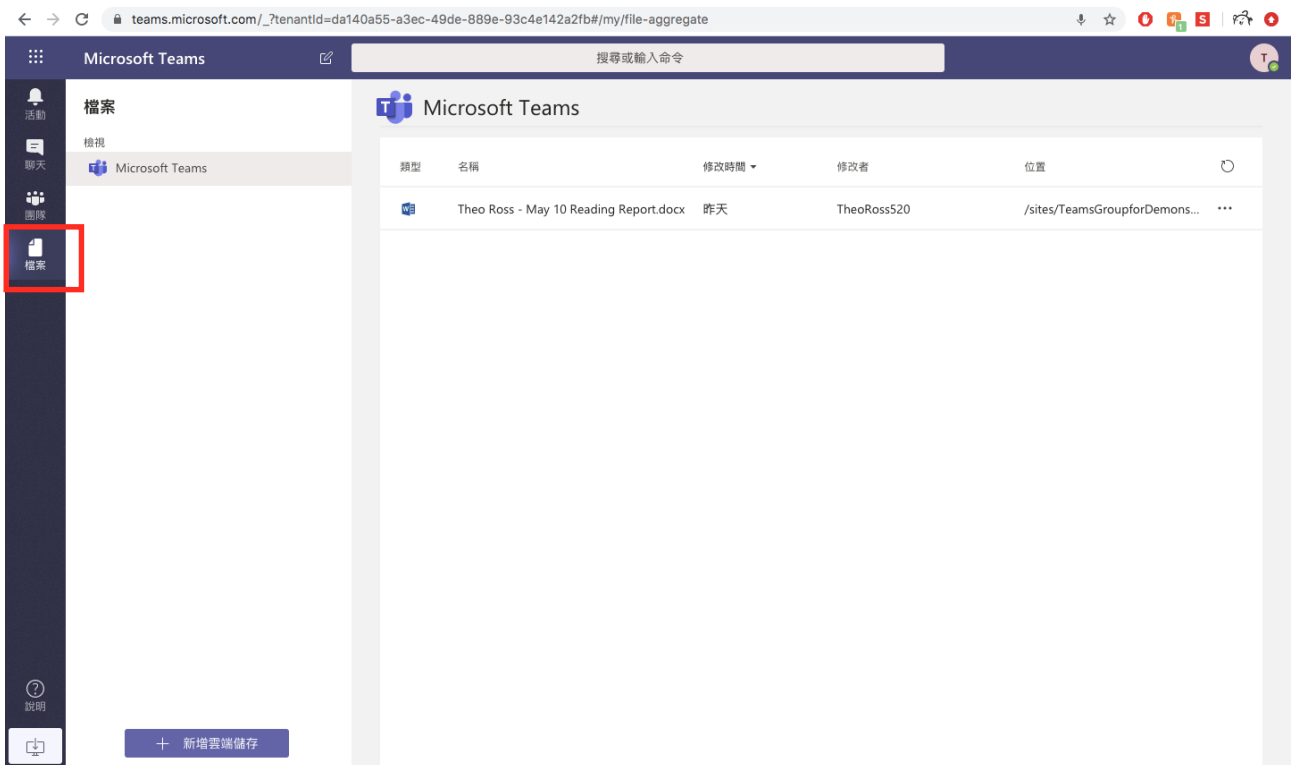 teams.microsoft.com/_?tenantId=da140a55-a3ec-49de-889e-93c4e142a2fb#/my/file-aggregate
Microsoft Teams
搜尋或輸入命令
T
活動
聊天
團隊
檔案
說明
檔案
檢視
Microsoft Teams
新增雲端儲存
Microsoft Teams
類型 名稱 修改時間 修改者 位置
Theo Ross - May 10 Reading Report.docx 昨天 TheoRoss520 /sites/TeamsGroupforDemons... ···